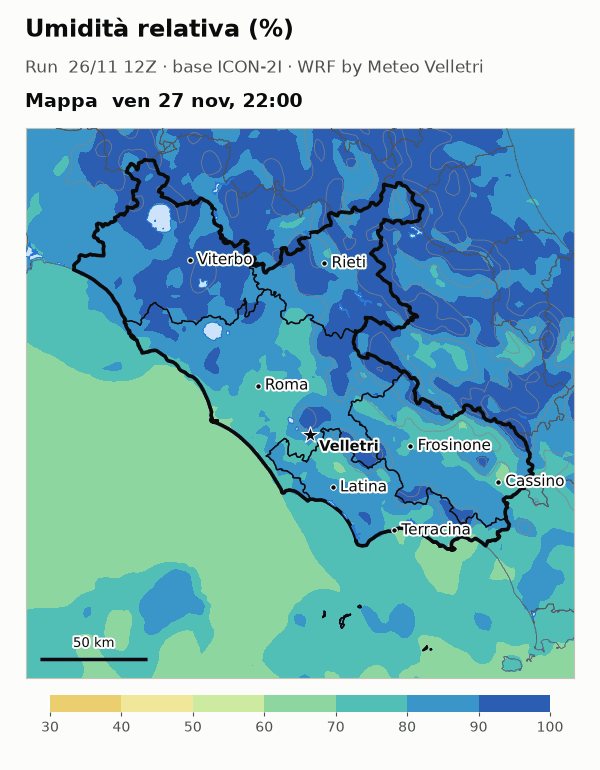 Umidità relativa (%)
Run  26/11 12Z · base ICON-2I · WRF by Meteo Velletri
Mappa  ven 27 nov, 22:00
Viterbo
Rieti
Roma
Velletri
Frosinone
Cassino
Latina
Terracina
50 km
30 40 50 60 70 80 90 100